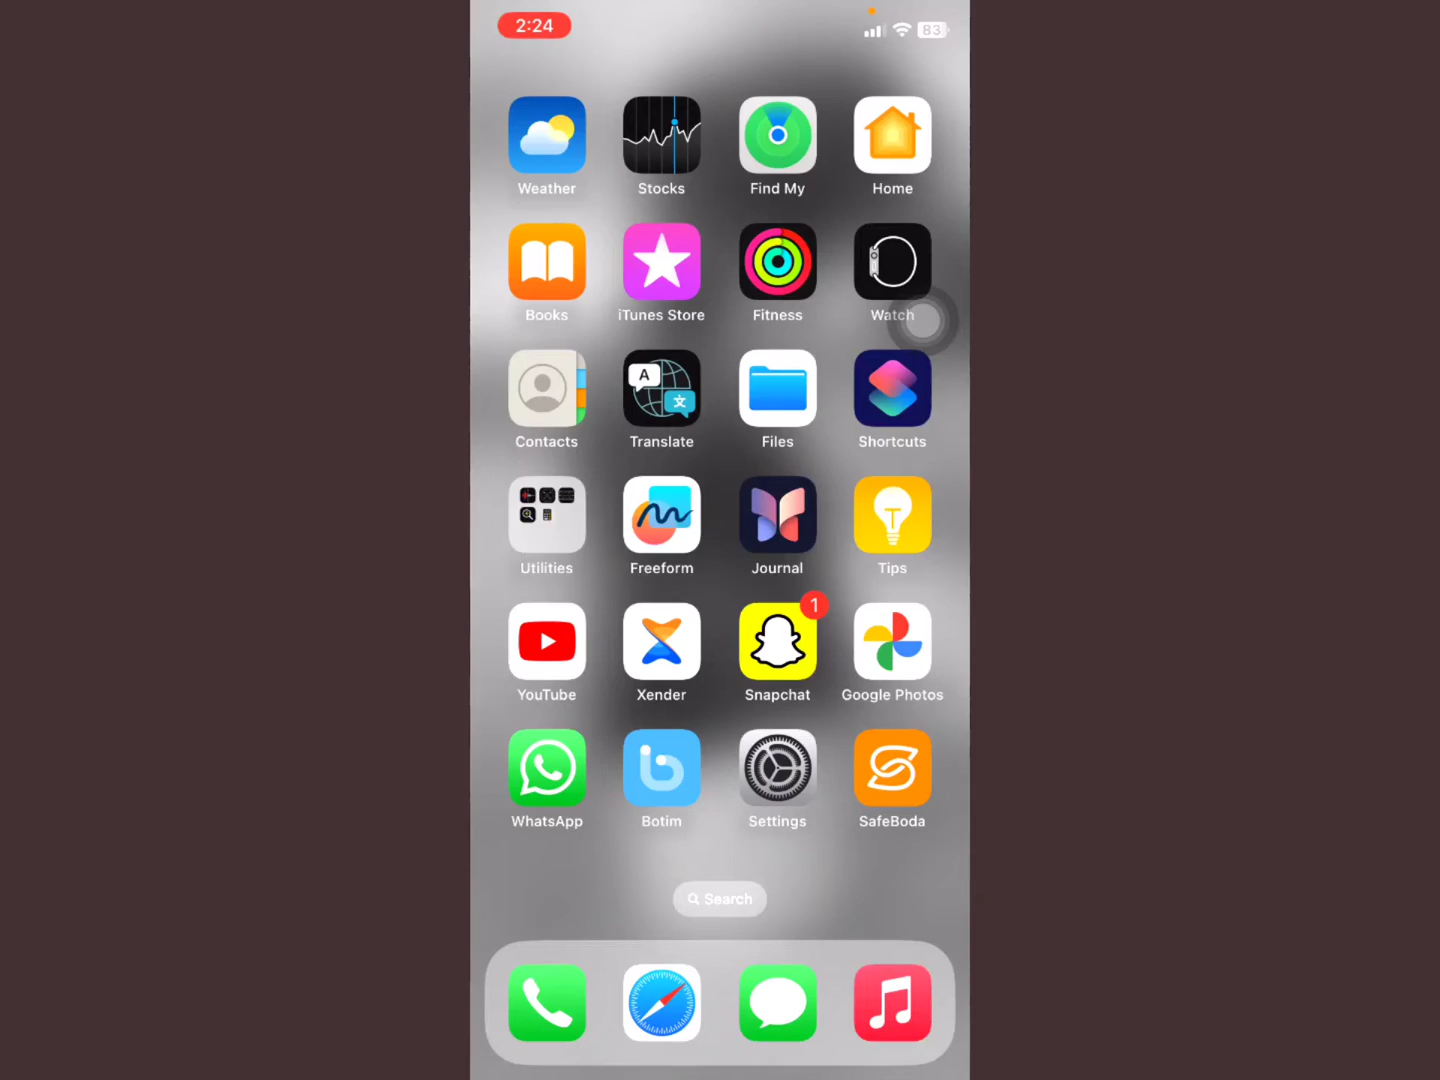 2:24
83
Weather Stocks Find My Home
Books iTunes Store Fitness Watch
A
文
Contacts Translate Files Shortcuts
Utilities Freeform Journal Tips
1
YouTube Xender Snapchat Google Photos
WhatsApp Botim Settings SafeBoda
Search